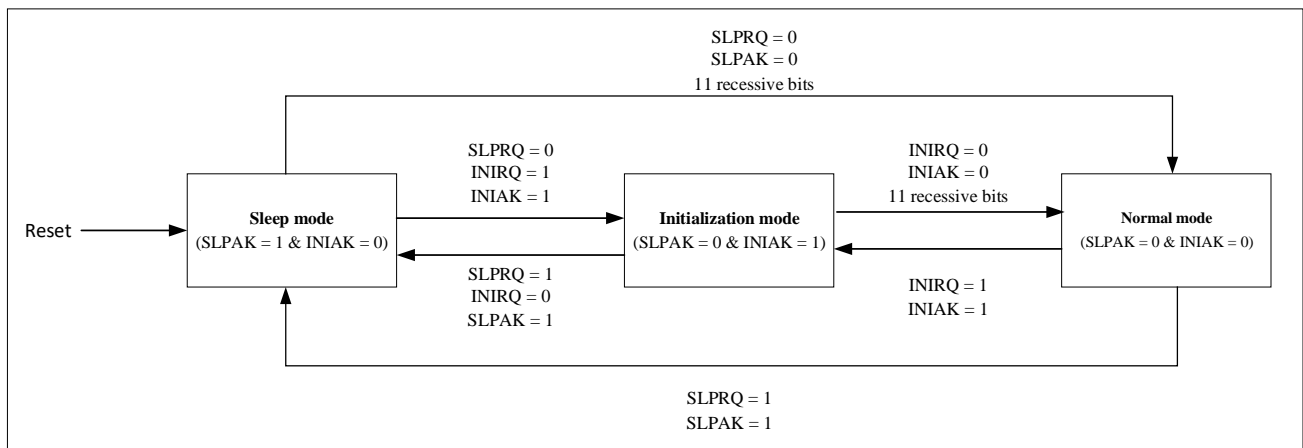 SLPRQ = 0
SLPAK = 0
11 recessive bits
SLPRQ = 0
INIRQ = 1
INIAK = 1
INIRQ = 0
INIAK = 0
11 recessive bits
Reset
Sleep mode
(SLPAK = 1 & INIAK = 0)
Initialization mode
(SLPAK = 0 & INIAK = 1)
Normal mode
(SLPAK = 0 & INIAK = 0)
SLPRQ = 1
INIRQ = 0
SLPAK = 1
INIRQ = 1
INIAK = 1
SLPRQ = 1
SLPAK = 1